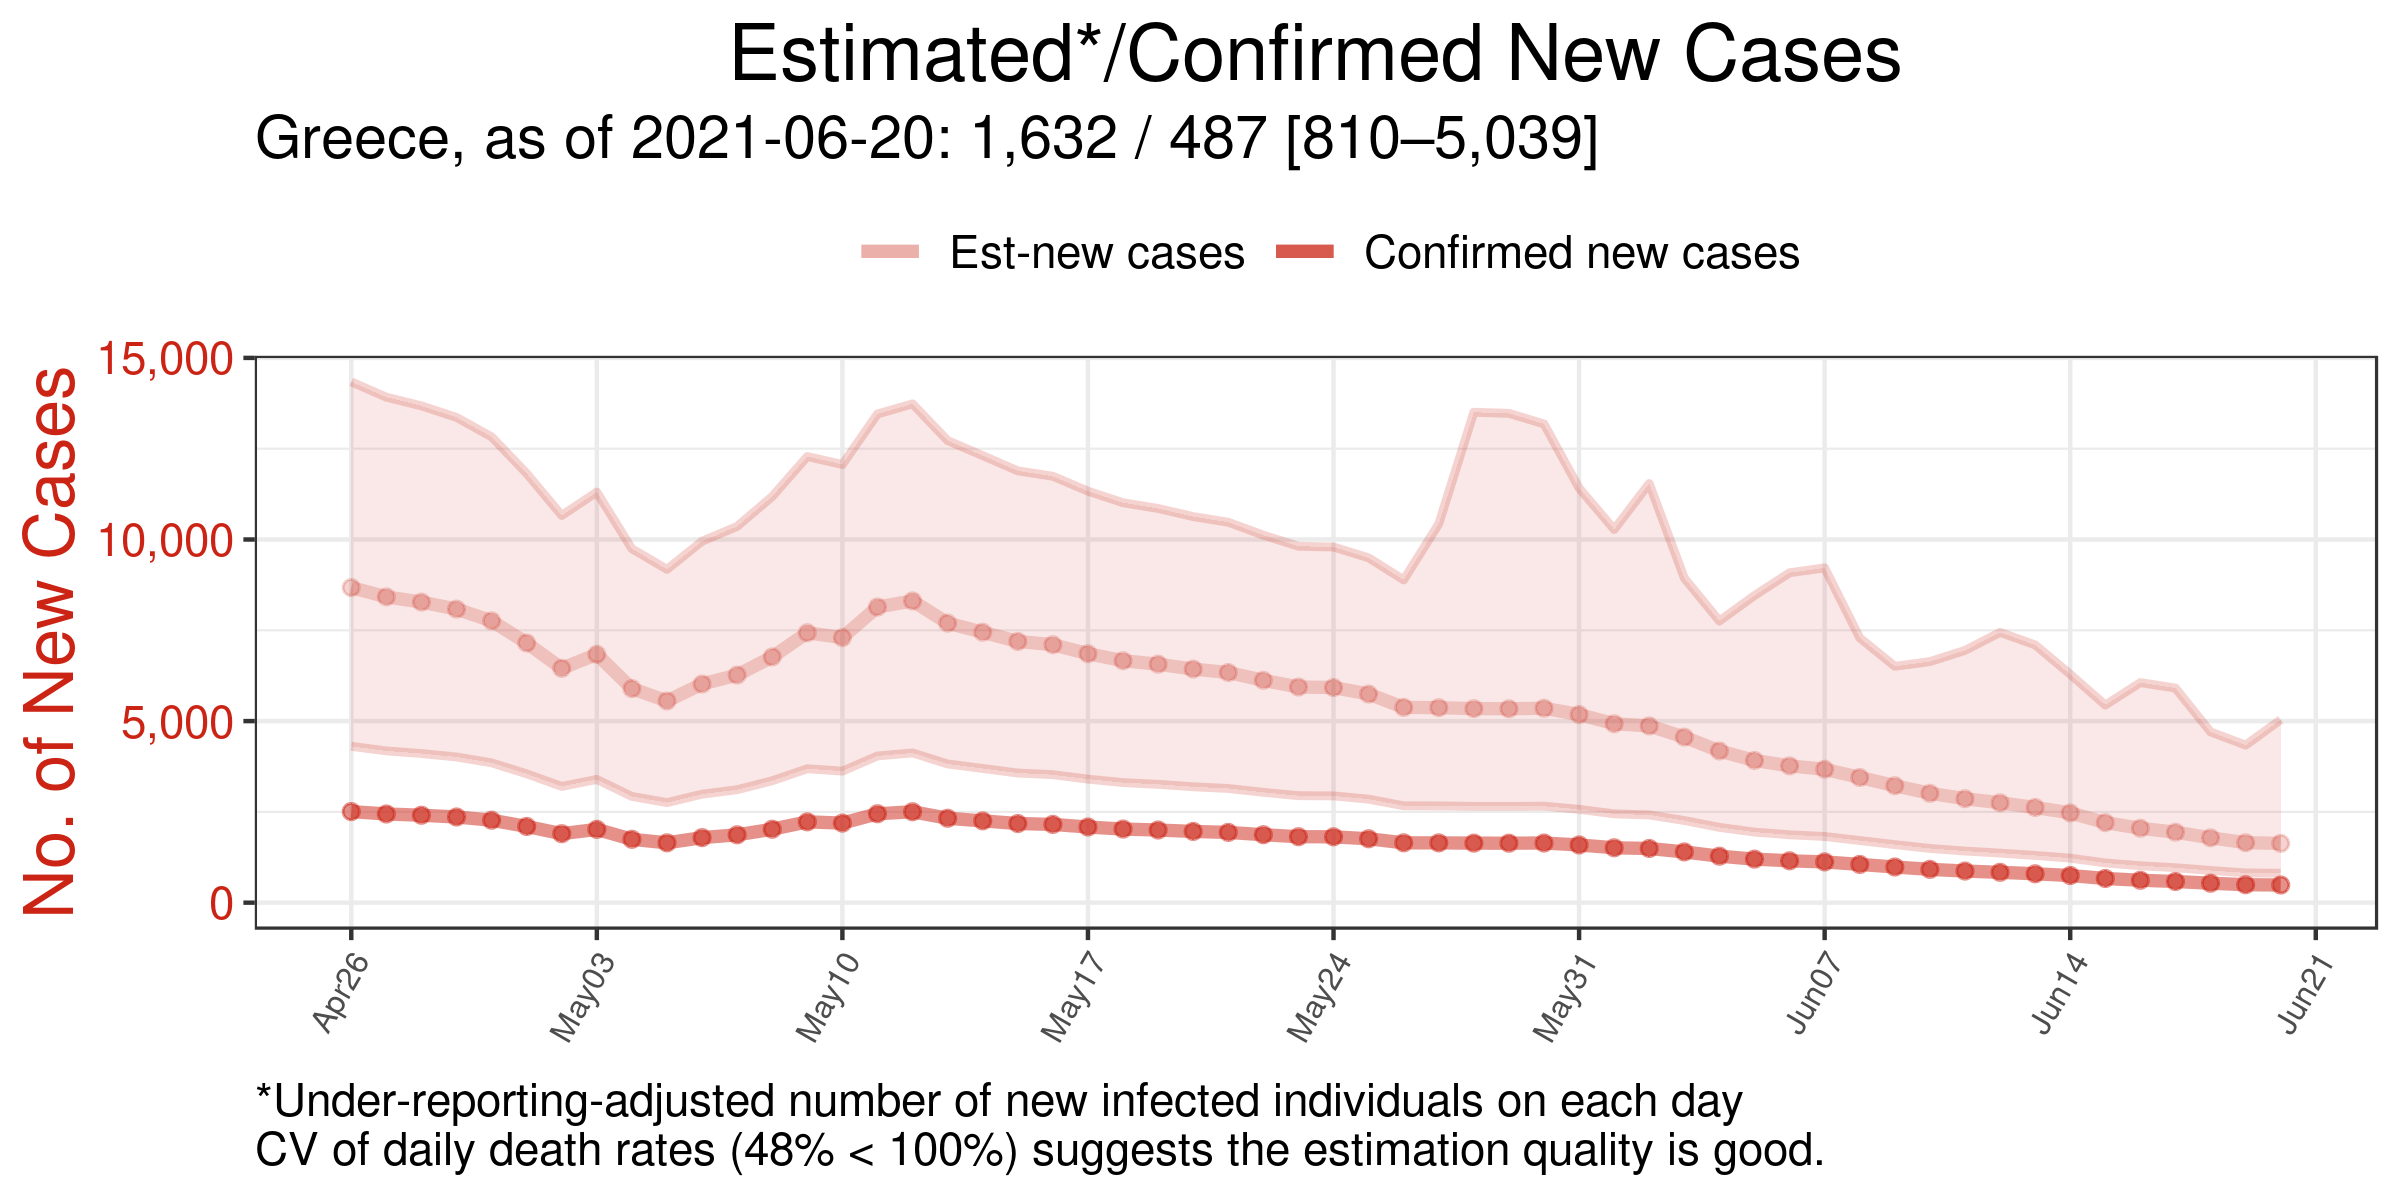 Estimated*/Confirmed New Cases
Greece, as of 2021-06-20: 1,632 / 487 [810–5,039]
Est-new cases
Confirmed new cases
No. of New Cases
15,000
10,000
5,000
0
Apr26
May03
May10
May17
May24
May31
Jun07
Jun14
Jun21
*Under-reporting-adjusted number of new infected individuals on each day
CV of daily death rates (48% < 100%) suggests the estimation quality is good.